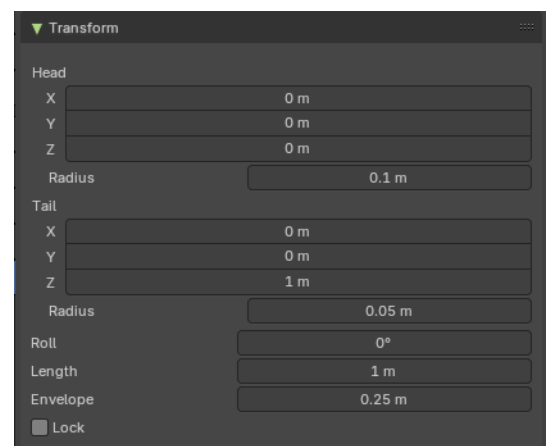 Transform
Head
X 0 m
Y 0 m
Z 0 m
Radius 0.1 m
Tail
X 0 m
Y 0 m
Z 1 m
Radius 0.05 m
Roll 0°
Length 1 m
Envelope 0.25 m
Lock